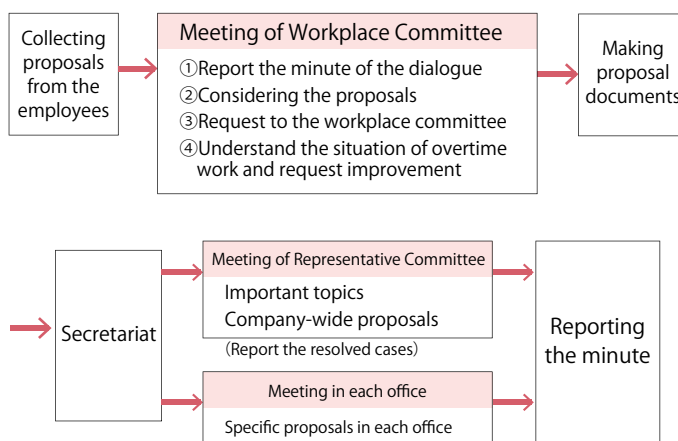 Collecting
proposals
from the
employees
Meeting of Workplace Committee
①Report the minute of the dialogue
②Considering the proposals
③Request to the workplace committee
④Understand the situation of overtime
work and request improvement
Making
proposal
documents
Secretariat
Meeting of Representative Committee
Important topics
Company-wide proposals
(Report the resolved cases)
Meeting in each office
Specific proposals in each office
Reporting
the minute